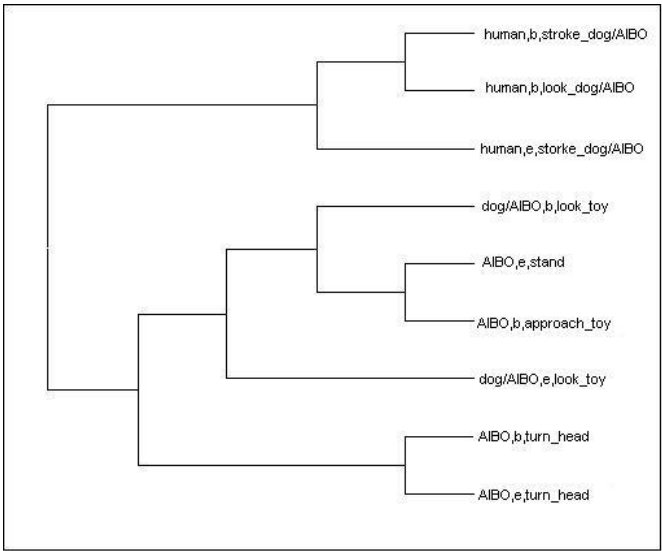 human,b,stroke_dog/AIBO
human,b,look_dog/AIBO
human,e,storke_dog/AIBO
dog/AIBO,b,look_toy
AIBO,e,stand
AIBO,b,approach_toy
dog/AIBO,e,look_toy
AIBO,b,turn_head
AIBO,e,turn_head